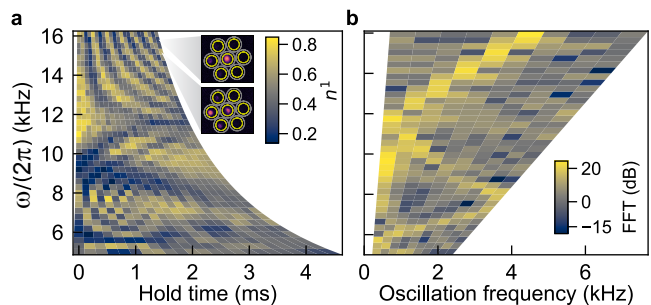 a
b
16
14
12
10
8
6
ω/(2π) (kHz)
0.8
0.6
0.4
0.2
n¹
20
0
−15
FFT (dB)
0 1 2 3 4
Hold time (ms)
0 2 4 6
Oscillation frequency (kHz)